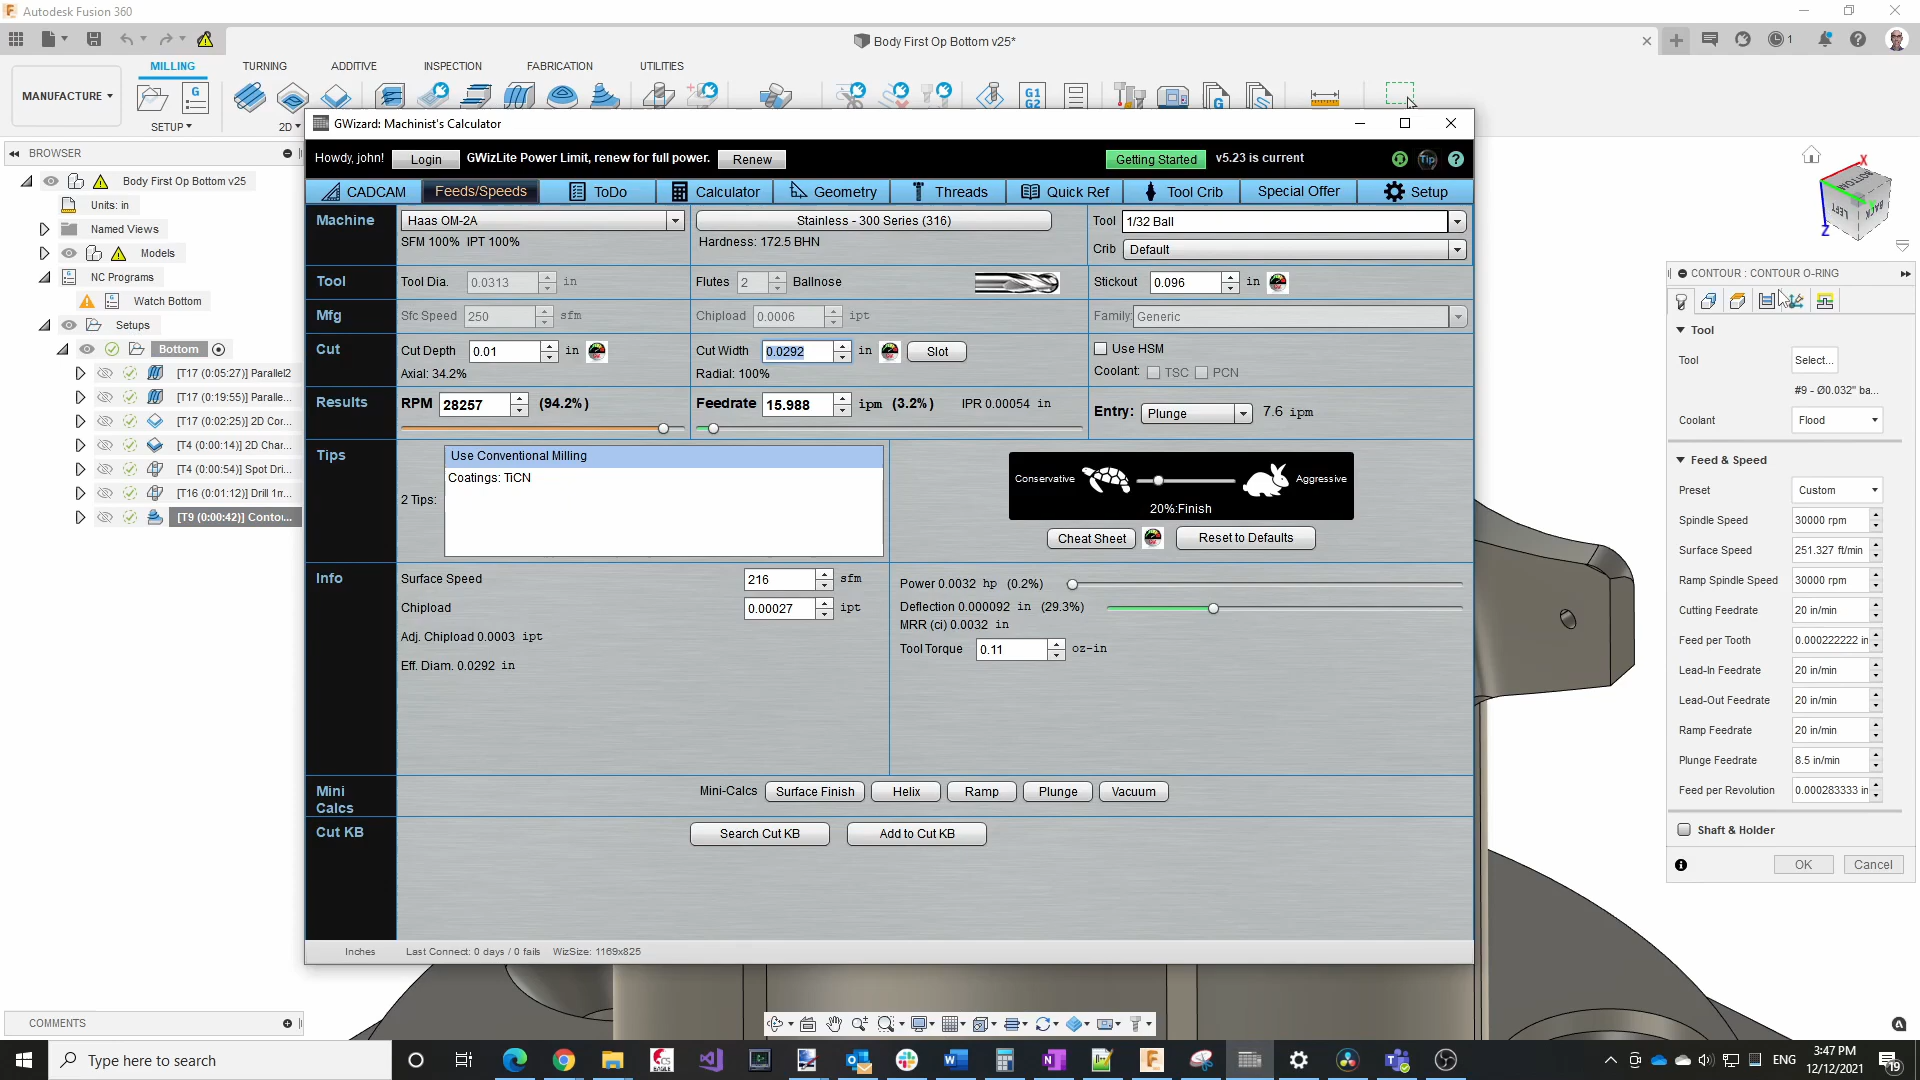 Autodesk Fusion 360
Body First Op Bottom v25*
1
MILLING
TURNING
ADDITIVE
INSPECTION
FABRICATION
UTILITIES
MANUFACTURE
G
G1
G2
G
SETUP
2D
BROWSER
Body First Op Bottom v25
Units: in
Named Views
Models
NC Programs
Watch Bottom
Setups
Bottom
[T17 (0:05:27)] Parallel2
[T17 (0:19:55)] Paralle...
[T17 (0:02:25)] 2D Con...
[T4 (0:00:14)] 2D Char...
[T4 (0:00:54)] Spot Dri...
[T16 (0:01:12)] Drill 1m...
[T9 (0:00:42)] Contou...
GWizard: Machinist's Calculator
Howdy, john!
Login
GWizLite Power Limit, renew for full power.
Renew
Getting Started
v5.23 is current
Tip
?
CADCAM
Feeds/Speeds
ToDo
Calculator
Geometry
Threads
Quick Ref
Tool Crib
Special Offer
Setup
Machine
Haas OM-2A
Stainless - 300 Series (316)
Tool
1/32 Ball
SFM 100% IPT 100%
Hardness: 172.5 BHN
Crib
Default
Tool
Tool Dia.
0.0313
in
Flutes
2
Ballnose
Stickout
0.096
in
Mfg
Sfc Speed
250
sfm
Chipload
0.0006
ipt
Family:
Generic
Cut
Cut Depth
0.01
in
Cut Width
0.0292
in
Slot
Use HSM
Axial: 34.2%
Radial: 100%
Coolant:
TSC
PCN
Results
RPM
28257
(94.2%)
Feedrate
15.988
ipm
(3.2%)
IPR 0.00054 in
Entry:
Plunge
7.6 ipm
Tips
2 Tips:
Use Conventional Milling
Coatings: TiCN
Conservative
Aggressive
20%:Finish
Cheat Sheet
Reset to Defaults
Info
Surface Speed
216
sfm
Chipload
0.00027
ipt
Adj. Chipload 0.0003 ipt
Eff. Diam. 0.0292 in
Power 0.0032 hp (0.2%)
Deflection 0.000092 in (29.3%)
MRR (ci) 0.0032 in
Tool Torque
0.11
oz-in
Mini
Calcs
Mini-Calcs
Surface Finish
Helix
Ramp
Plunge
Vacuum
Cut KB
Search Cut KB
Add to Cut KB
Inches
Last Connect: 0 days / 0 fails
WizSize: 1169x825
X
BOTTOM
LEFT
BACK
Z
CONTOUR : CONTOUR O-RING
Tool
Tool
Select...
#9 - Ø0.032" ba...
Coolant
Flood
Feed & Speed
Preset
Custom
Spindle Speed
30000 rpm
Surface Speed
251.327 ft/min
Ramp Spindle Speed
30000 rpm
Cutting Feedrate
20 in/min
Feed per Tooth
0.000222222 in
Lead-In Feedrate
20 in/min
Lead-Out Feedrate
20 in/min
Ramp Feedrate
20 in/min
Plunge Feedrate
8.5 in/min
Feed per Revolution
0.000283333 in
Shaft & Holder
OK
Cancel
COMMENTS
Type here to search
ENG
3:47 PM
12/12/2021
19